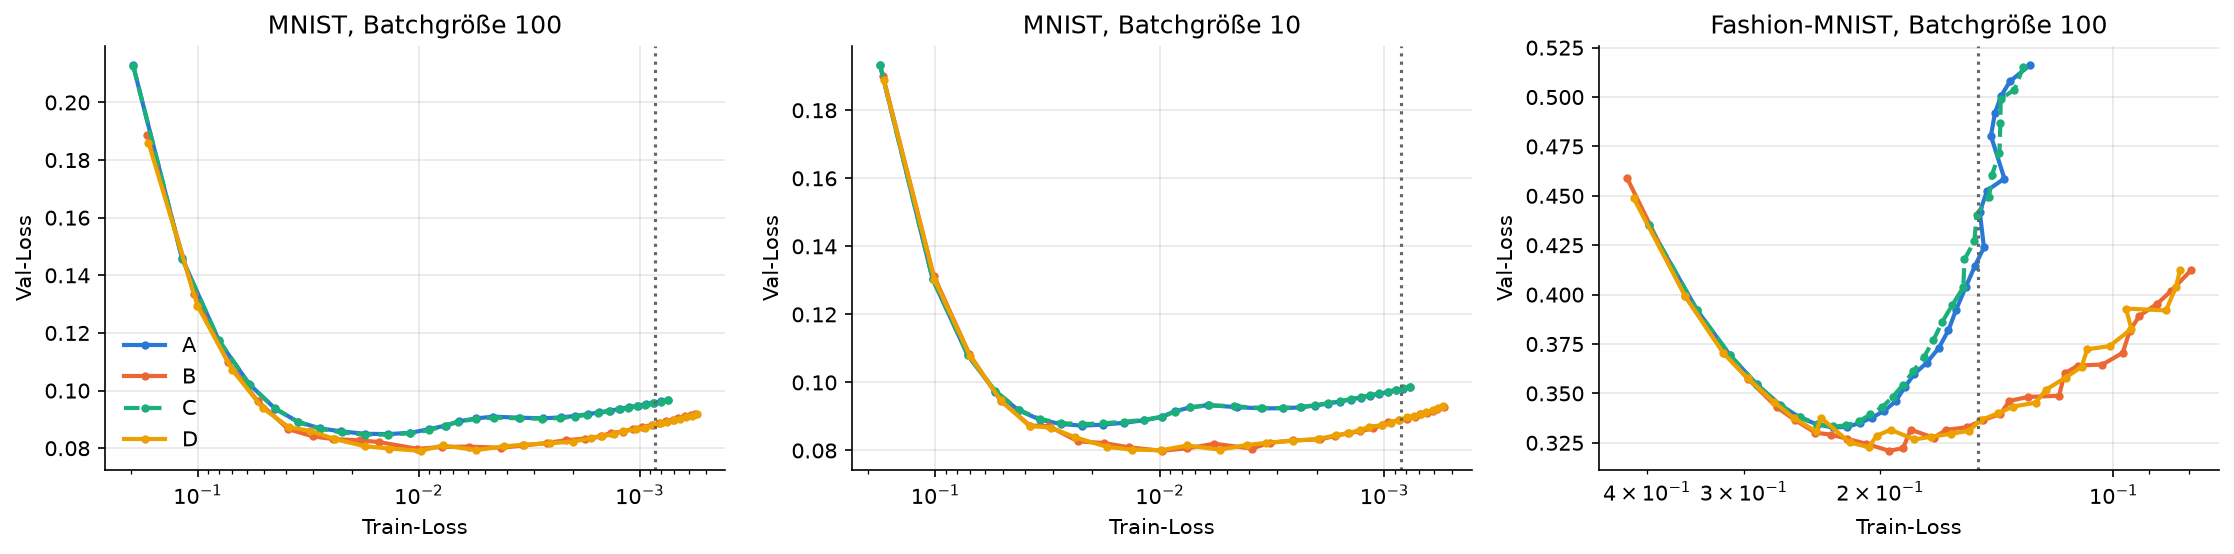 MNIST, Batchgröße 100
0.20
0.18
0.16
0.14
0.12
0.10
0.08
Val-Loss
A
B
C
D
10⁻¹
10⁻²
10⁻³
Train-Loss
MNIST, Batchgröße 10
0.18
0.16
0.14
0.12
0.10
0.08
Val-Loss
10⁻¹
10⁻²
10⁻³
Train-Loss
Fashion-MNIST, Batchgröße 100
0.525
0.500
0.475
0.450
0.425
0.400
0.375
0.350
0.325
Val-Loss
4 × 10⁻¹
3 × 10⁻¹
2 × 10⁻¹
10⁻¹
Train-Loss